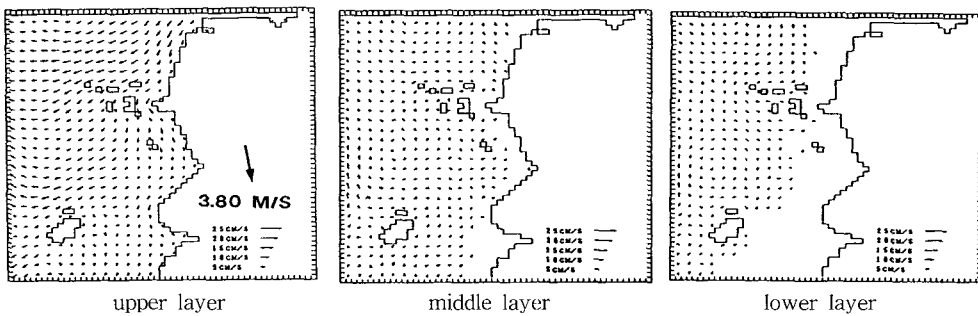 3.80 M/S
25CM/S
20CM/S
15CM/S
10CM/S
5CM/S
25CM/S
20CM/S
15CM/S
10CM/S
5CM/S
25CM/S
20CM/S
15CM/S
10CM/S
5CM/S
upper layer
middle layer
lower layer